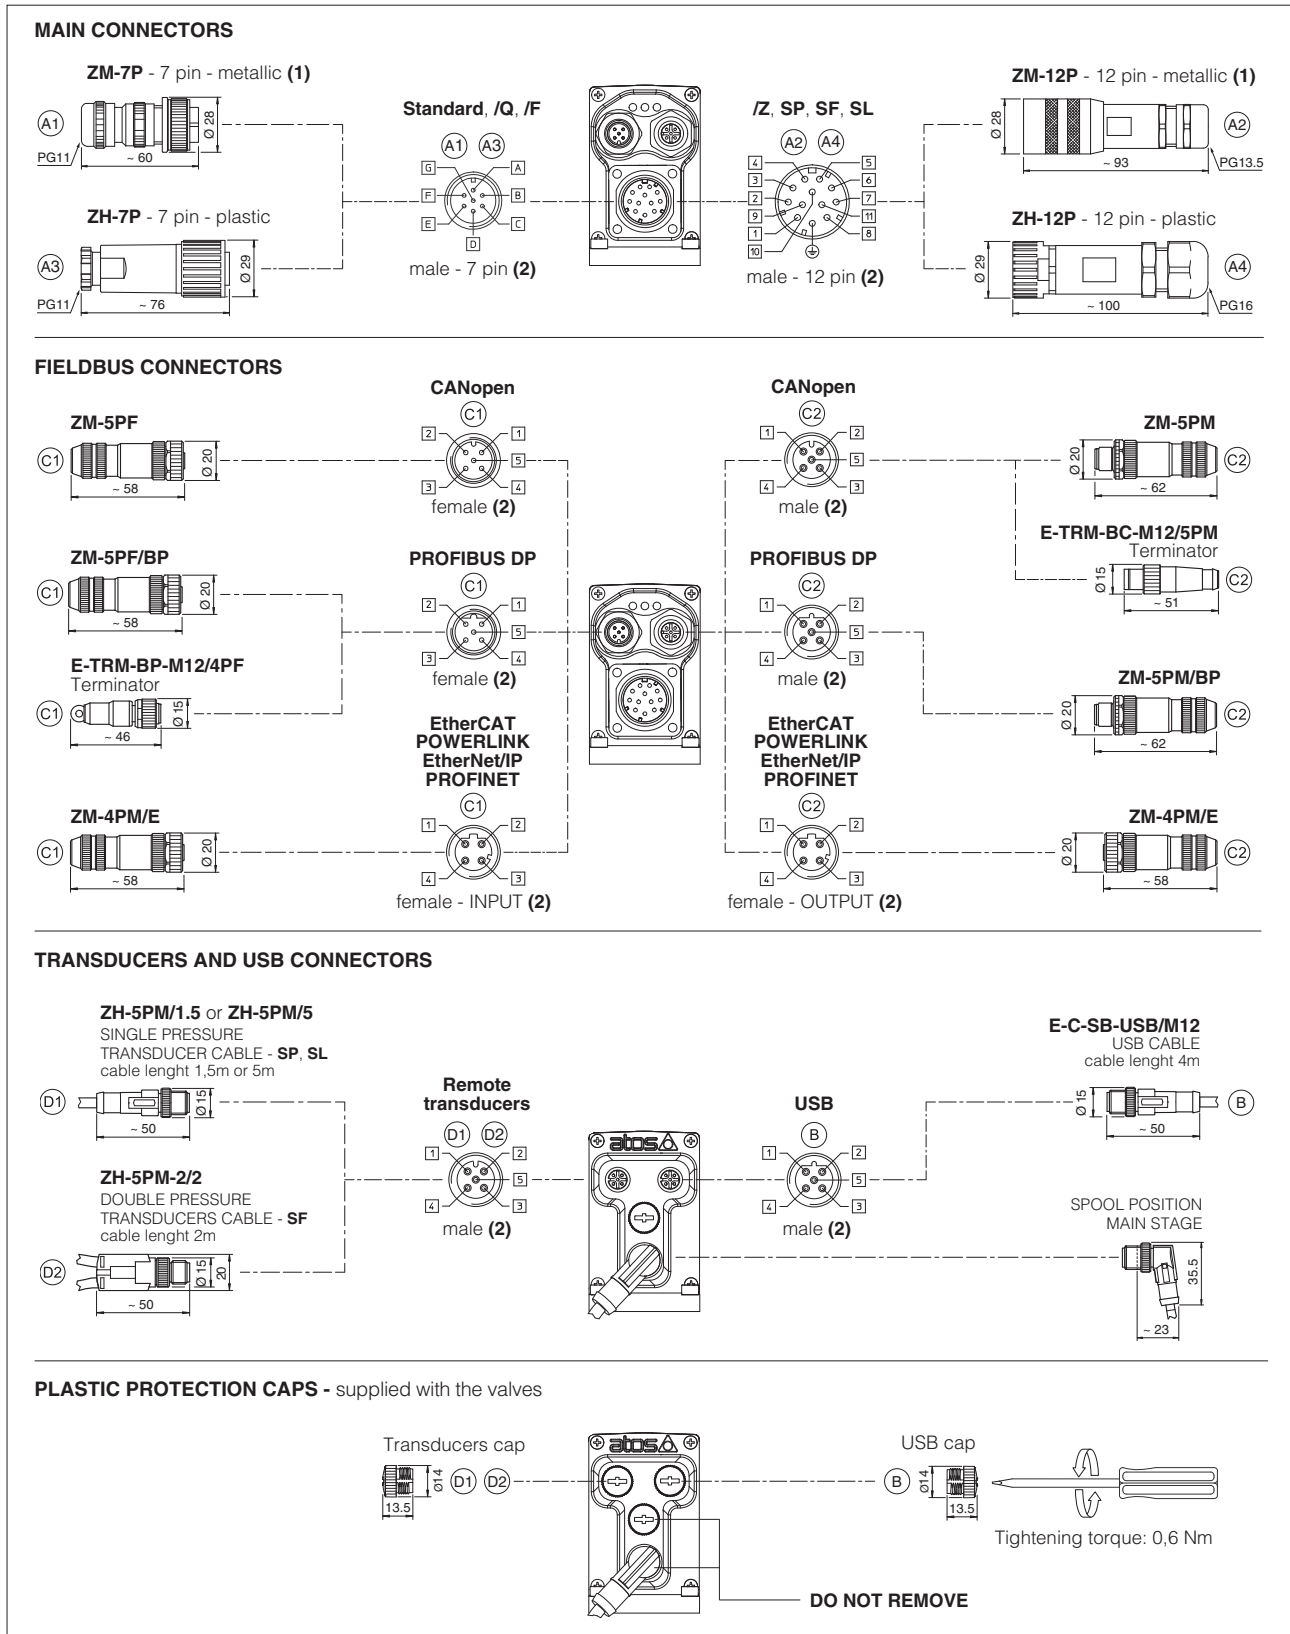 MAIN CONNECTORS
ZM-7P - 7 pin - metallic (1)
A1
PG11
~ 60
Ø 28
ZH-7P - 7 pin - plastic
A3
PG11
~ 76
Ø 29
Standard, /Q, /F
A1 A3
G A
F B
E C
D
male - 7 pin (2)
/Z, SP, SF, SL
A2 A4
4 5
3 6
2 7
9 11
1 8
10
male - 12 pin (2)
ZM-12P - 12 pin - metallic (1)
Ø 28
A2
~ 93
PG13.5
ZH-12P - 12 pin - plastic
Ø 29
A4
~ 100
PG16
FIELDBUS CONNECTORS
ZM-5PF
C1
Ø 20
~ 58
CANopen
C1
2 1
5
3 4
female (2)
CANopen
C2
1 2
5
4 3
male (2)
ZM-5PM
Ø 20
C2
~ 62
E-TRM-BC-M12/5PM
Terminator
Ø 15
C2
~ 51
ZM-5PF/BP
C1
Ø 20
~ 58
E-TRM-BP-M12/4PF
Terminator
C1
Ø 15
~ 46
PROFIBUS DP
C1
2 1
5
3 4
female (2)
PROFIBUS DP
C2
1 2
5
4 3
male (2)
ZM-5PM/BP
Ø 20
C2
~ 62
ZM-4PM/E
C1
Ø 20
~ 58
EtherCAT
POWERLINK
EtherNet/IP
PROFINET
C1
1 2
4 3
female - INPUT (2)
EtherCAT
POWERLINK
EtherNet/IP
PROFINET
C2
1 2
4 3
female - OUTPUT (2)
ZM-4PM/E
Ø 20
C2
~ 58
TRANSDUCERS AND USB CONNECTORS
ZH-5PM/1.5 or ZH-5PM/5
SINGLE PRESSURE
TRANSDUCER CABLE - SP, SL
cable lenght 1,5m or 5m
D1
Ø 15
~ 50
ZH-5PM-2/2
DOUBLE PRESSURE
TRANSDUCERS CABLE - SF
cable lenght 2m
D2
Ø 15
20
~ 50
Remote
transducers
D1 D2
1 2
5
4 3
male (2)
atos
USB
B
1 2
5
4 3
male (2)
E-C-SB-USB/M12
USB CABLE
cable lenght 4m
Ø 15
B
~ 50
SPOOL POSITION
MAIN STAGE
35.5
~ 23
PLASTIC PROTECTION CAPS - supplied with the valves
Transducers cap
Ø14
D1 D2
13.5
atos
USB cap
B
Ø14
13.5
Tightening torque: 0,6 Nm
DO NOT REMOVE